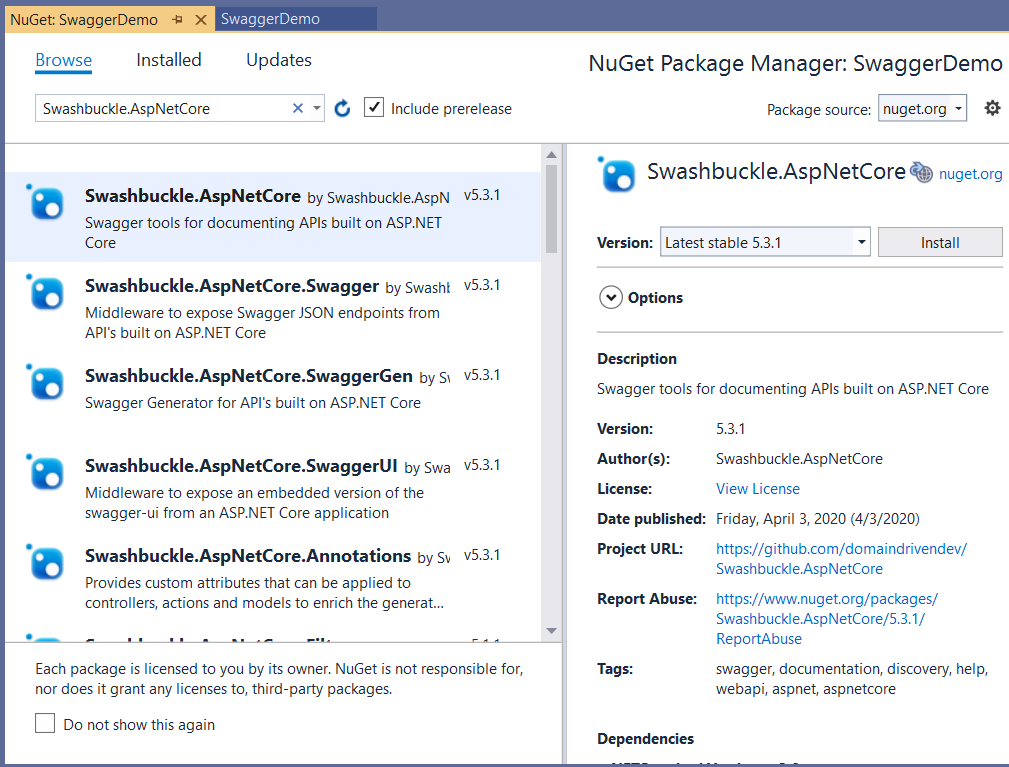 NuGet: SwaggerDemo
SwaggerDemo
Browse
Installed
Updates
NuGet Package Manager: SwaggerDemo
Swashbuckle.AspNetCore
Include prerelease
Package source: nuget.org
Swashbuckle.AspNetCore by Swashbuckle.AspN v5.3.1
Swagger tools for documenting APIs built on ASP.NET
Core
Swashbuckle.AspNetCore.Swagger by Swashb v5.3.1
Middleware to expose Swagger JSON endpoints from
API's built on ASP.NET Core
Swashbuckle.AspNetCore.SwaggerGen by Sw v5.3.1
Swagger Generator for API's built on ASP.NET Core
Swashbuckle.AspNetCore.SwaggerUI by Swa v5.3.1
Middleware to expose an embedded version of the
swagger-ui from an ASP.NET Core application
Swashbuckle.AspNetCore.Annotations by Sw v5.3.1
Provides custom attributes that can be applied to
controllers, actions and models to enrich the generat...
Each package is licensed to you by its owner. NuGet is not responsible for,
nor does it grant any licenses to, third-party packages.
Do not show this again
Swashbuckle.AspNetCore nuget.org
Version: Latest stable 5.3.1 Install
Options
Description
Swagger tools for documenting APIs built on ASP.NET Core
Version: 5.3.1
Author(s): Swashbuckle.AspNetCore
License: View License
Date published: Friday, April 3, 2020 (4/3/2020)
Project URL: https://github.com/domaindrivendev/
Swashbuckle.AspNetCore
Report Abuse: https://www.nuget.org/packages/
Swashbuckle.AspNetCore/5.3.1/
ReportAbuse
Tags: swagger, documentation, discovery, help,
webapi, aspnet, aspnetcore
Dependencies